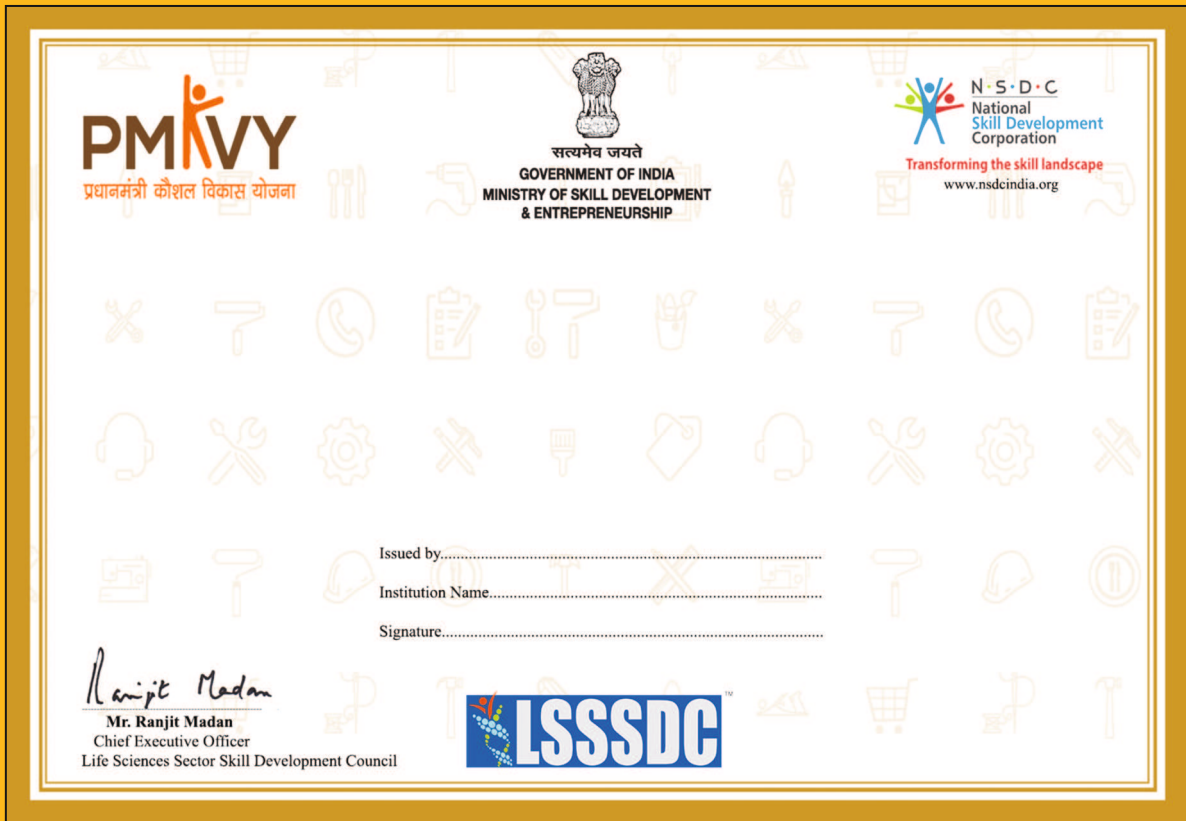 PMKVY
प्रधानमंत्री कौशल विकास योजना
सत्यमेव जयते
GOVERNMENT OF INDIA
MINISTRY OF SKILL DEVELOPMENT
& ENTREPRENEURSHIP
N·S·D·C
National
Skill Development
Corporation
Transforming the skill landscape
www.nsdcindia.org
Issued by................................................................................................
Institution Name....................................................................................
Signature................................................................................................
Ranjit Madan
Mr. Ranjit Madan
Chief Executive Officer
Life Sciences Sector Skill Development Council
LSSSDC™